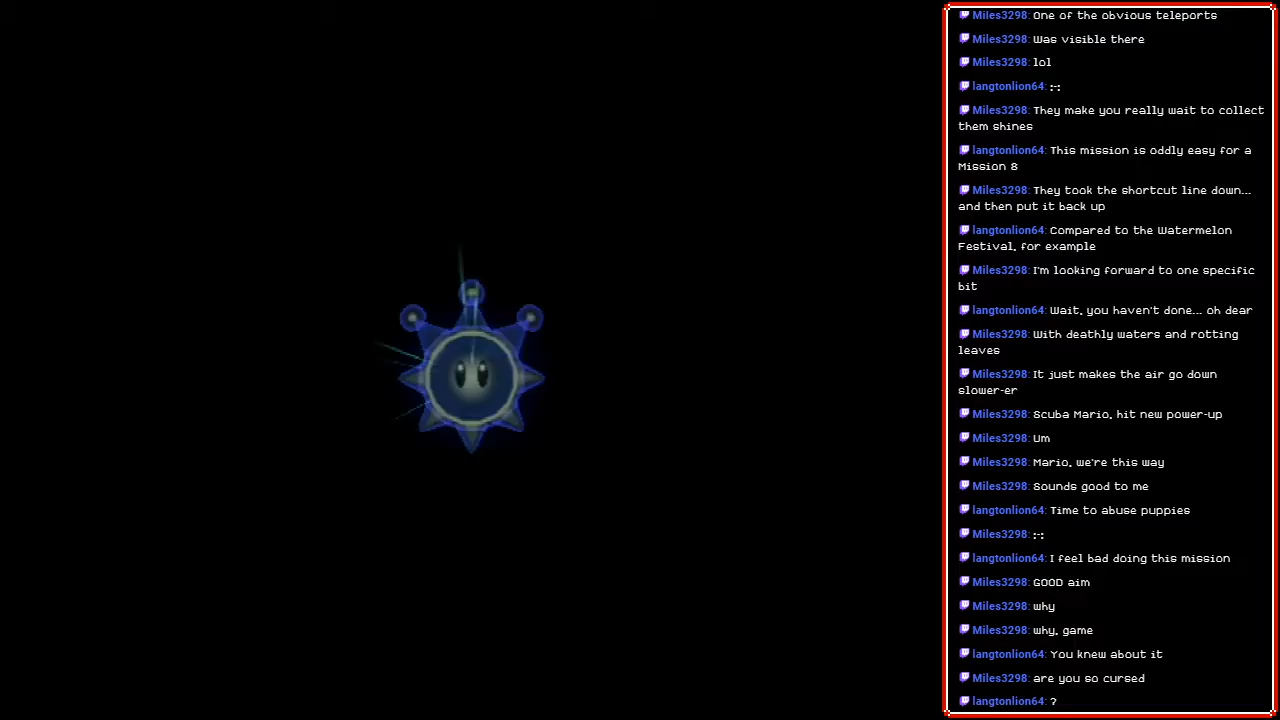 Miles3298: One of the obvious teleports
Miles3298: Was visible there
Miles3298: lol
langtonlion64: :-:
Miles3298: They make you really wait to collect
them shines
langtonlion64: This mission is oddly easy for a
Mission 8
Miles3298: They took the shortcut line down...
and then put it back up
langtonlion64: Compared to the Watermelon
Festival, for example
Miles3298: I'm looking forward to one specific
bit
langtonlion64: Wait, you haven't done... oh dear
Miles3298: With deathly waters and rotting
leaves
Miles3298: It just makes the air go down
slower-er
Miles3298: Scuba Mario, hit new power-up
Miles3298: Um
Miles3298: Mario, we're this way
Miles3298: Sounds good to me
langtonlion64: Time to abuse puppies
Miles3298: :-:
langtonlion64: I feel bad doing this mission
Miles3298: GOOD aim
Miles3298: why
Miles3298: why, game
langtonlion64: You knew about it
Miles3298: are you so cursed
langtonlion64: ?